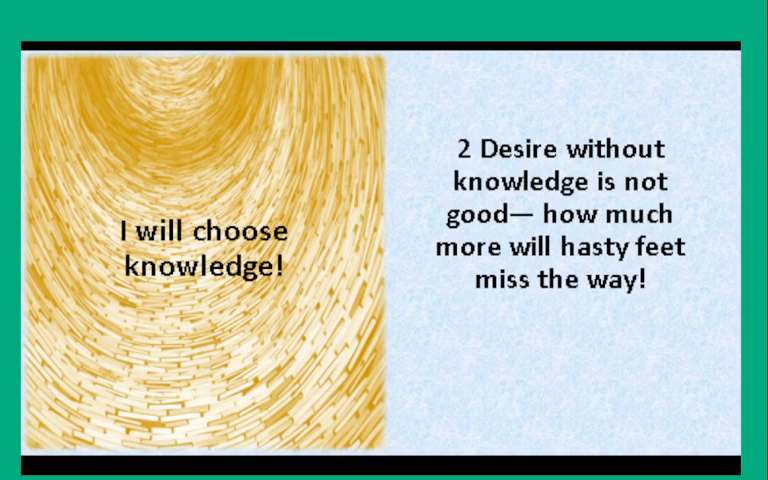 I will choose
knowledge!
2 Desire without
knowledge is not
good— how much
more will hasty feet
miss the way!